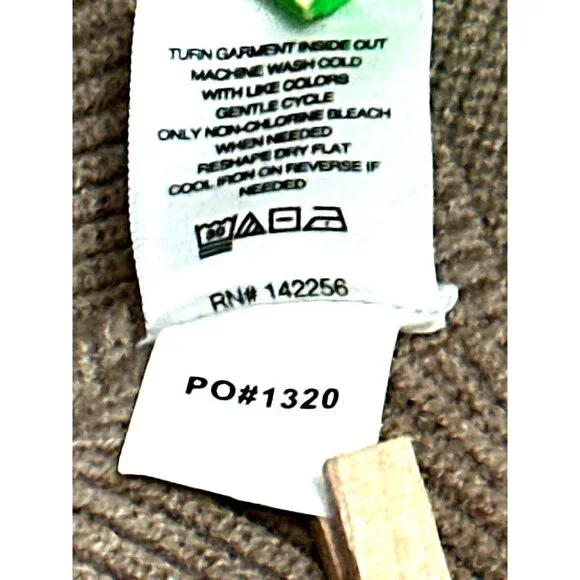 TURN GARMENT INSIDE OUT
MACHINE WASH COLD
WITH LIKE COLORS
GENTLE CYCLE
ONLY NON-CHLORINE BLEACH
WHEN NEEDED
RESHAPE DRY FLAT
COOL IRON ON REVERSE IF
NEEDED
30
RN# 142256
PO#1320